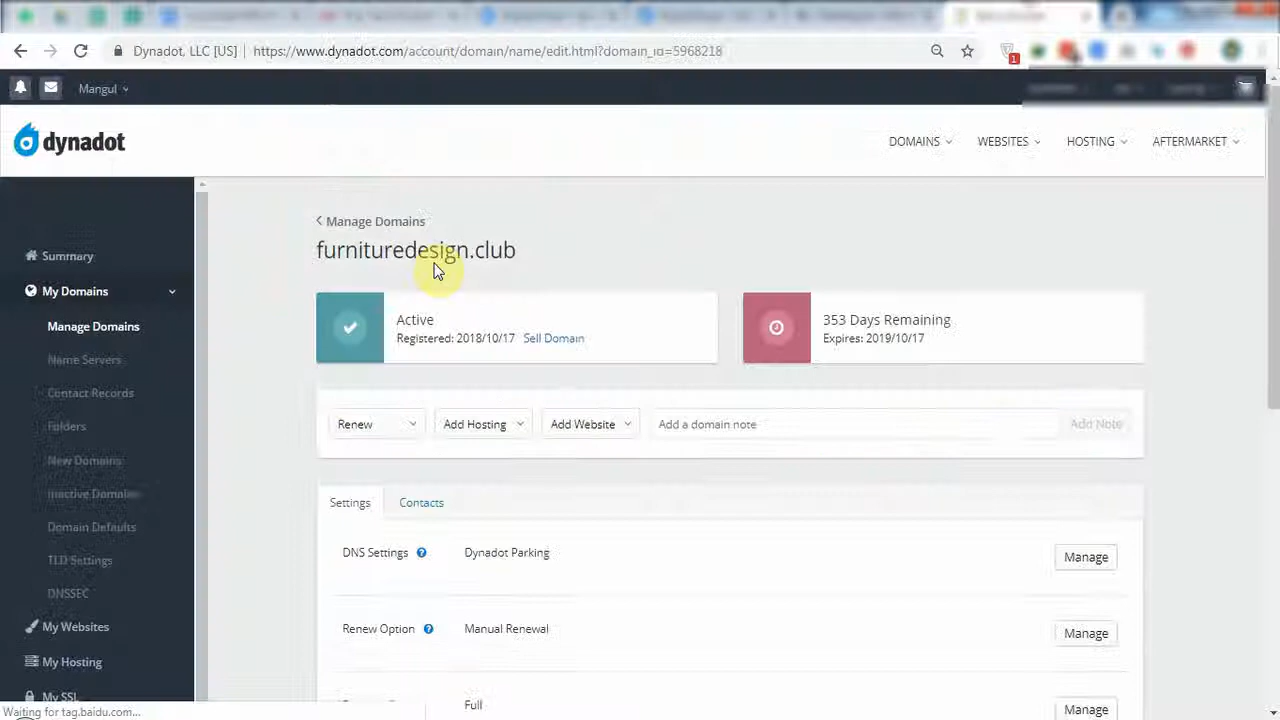 Dynadot, LLC [US]
https://www.dynadot.com/account/domain/name/edit.html?domain_id=5968218
1
Mangul
dynadot
DOMAINS
WEBSITES
HOSTING
AFTERMARKET
Summary
My Domains
Manage Domains
Name Servers
Contact Records
Folders
New Domains
Inactive Domains
Domain Defaults
TLD Settings
DNSSEC
My Websites
My Hosting
My SSL
Manage Domains
furnituredesign.club
Active
Registered: 2018/10/17 Sell Domain
353 Days Remaining
Expires: 2019/10/17
Renew
Add Hosting
Add Website
Add a domain note
Add Note
Settings
Contacts
DNS Settings ?
Dynadot Parking
Manage
Renew Option ?
Manual Renewal
Manage
Full
Manage
Waiting for tag.baidu.com...